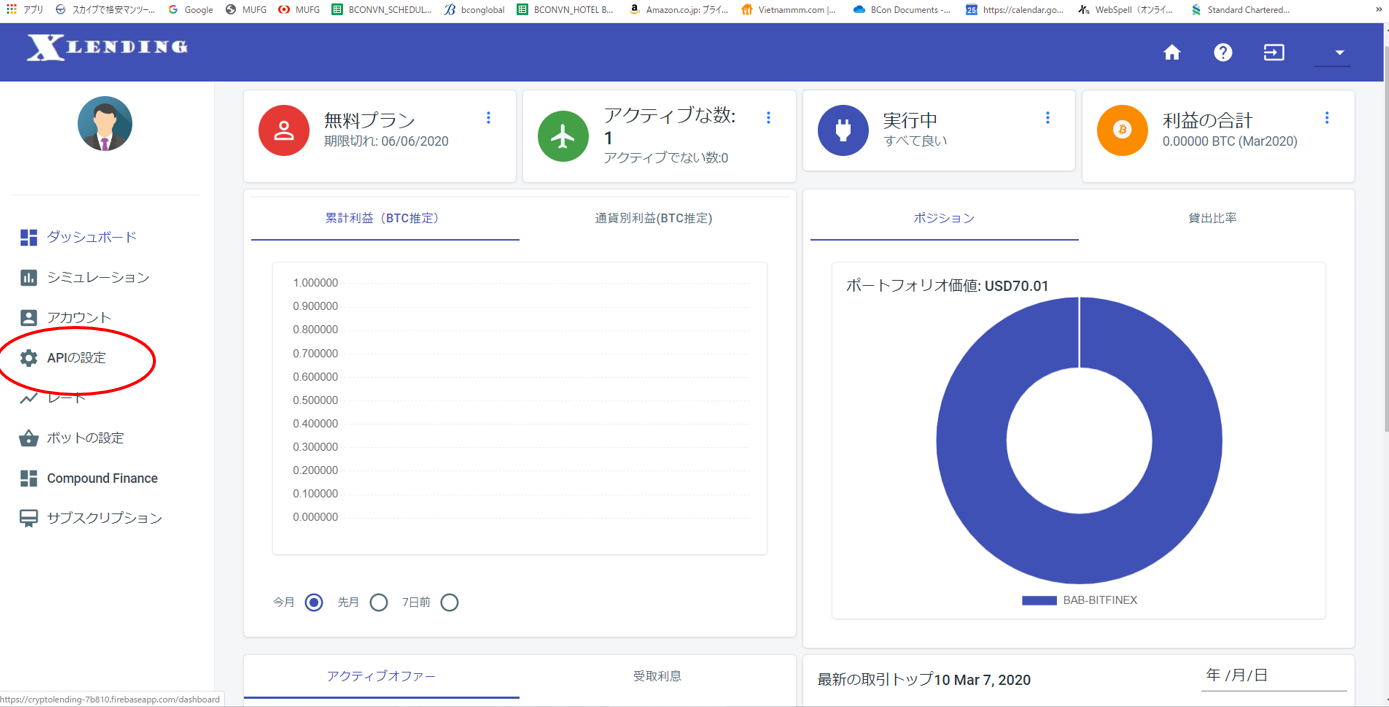 アプリ スカイプで格安マンツー... Google MUFG MUFG BCONVN_SCHEDUL... bconglobal BCONVN_HOTEL B... Amazon.co.jp: プライ... Vietnammm.com |... BCon Documents -... https://calendar.go... WebSpell（オンライ... Standard Chartered... »
XLENDING
無料プラン
期限切れ: 06/06/2020
アクティブな数:
1
アクティブでない数:0
実行中
すべて良い
利益の合計
0.00000 BTC (Mar2020)
ダッシュボード
シミュレーション
アカウント
APIの設定
レート
ボットの設定
Compound Finance
サブスクリプション
累計利益（BTC推定） 通貨別利益(BTC推定)
1.000000
0.900000
0.800000
0.700000
0.600000
0.500000
0.400000
0.300000
0.200000
0.100000
0.000000
今月 先月 7日前
ポジション 貸出比率
ポートフォリオ価値: USD70.01
BAB-BITFINEX
アクティブオファー 受取利息
最新の取引トップ10 Mar 7, 2020 年 /月/日
https://cryptolending-7b810.firebaseapp.com/dashboard